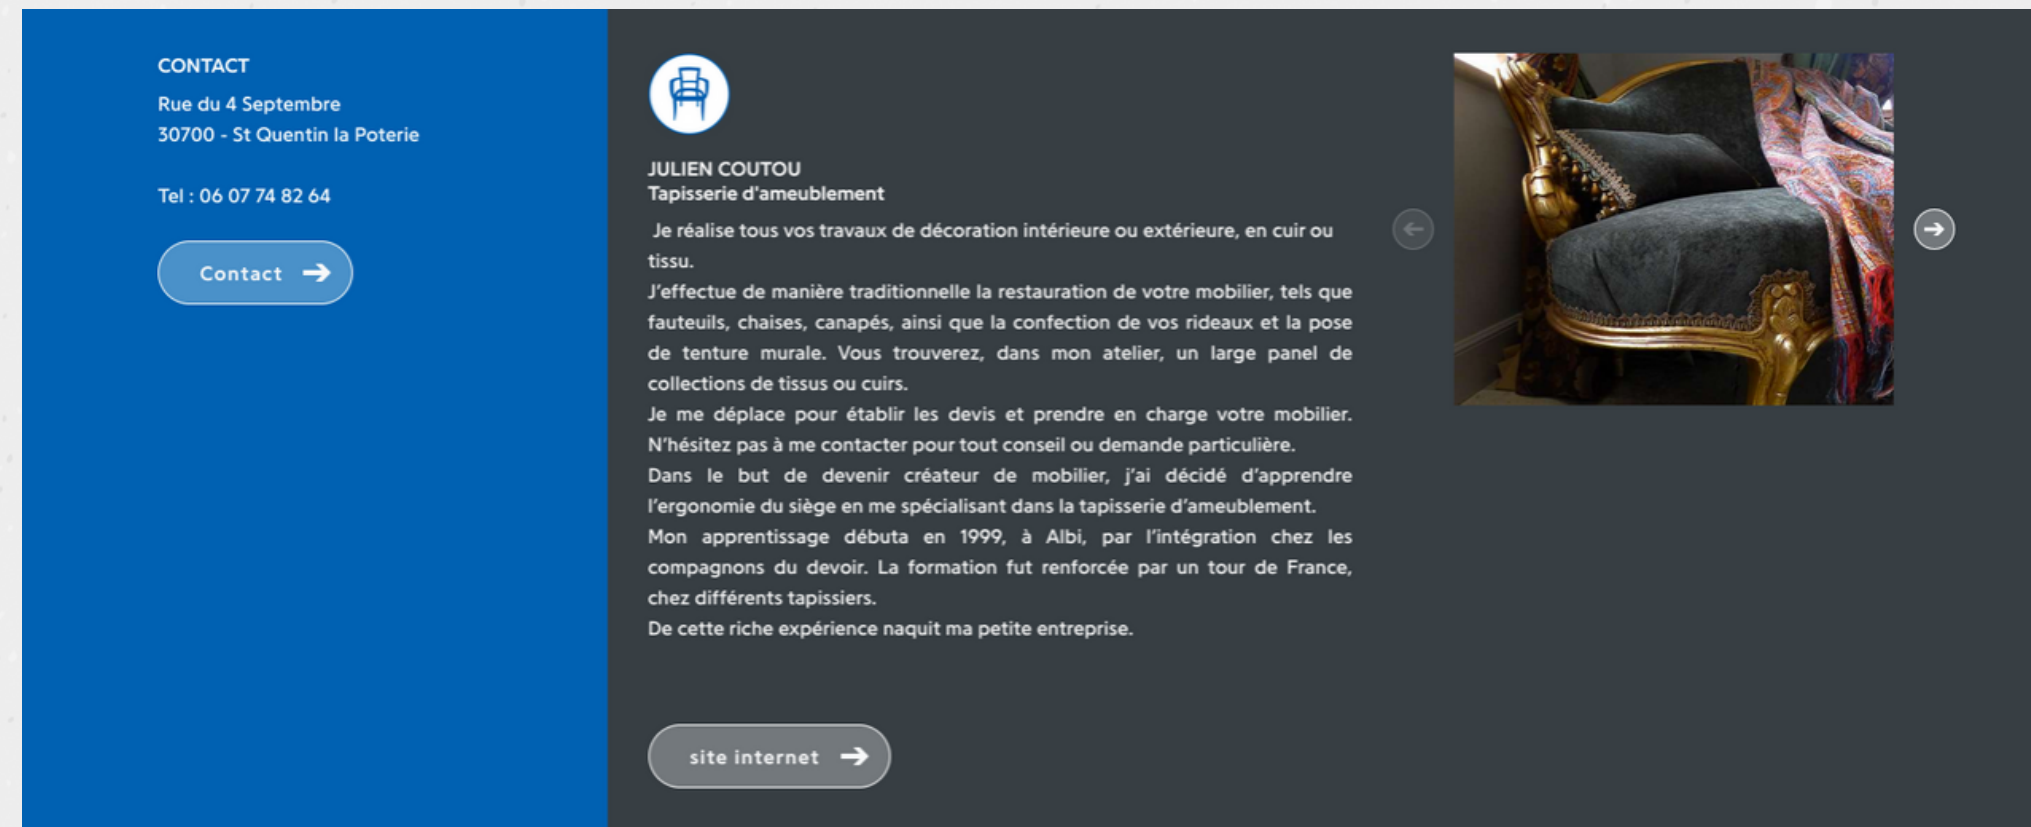 CONTACT
Rue du 4 Septembre
30700 - St Quentin la Poterie
Tel : 06 07 74 82 64
Contact
JULIEN COUTOU
Tapisserie d'ameublement
Je réalise tous vos travaux de décoration intérieure ou extérieure, en cuir ou
tissu.
J'effectue de manière traditionnelle la restauration de votre mobilier, tels que
fauteuils, chaises, canapés, ainsi que la confection de vos rideaux et la pose
de tenture murale. Vous trouverez, dans mon atelier, un large panel de
collections de tissus ou cuirs.
Je me déplace pour établir les devis et prendre en charge votre mobilier.
N'hésitez pas à me contacter pour tout conseil ou demande particulière.
Dans le but de devenir créateur de mobilier, j'ai décidé d'apprendre
l'ergonomie du siège en me spécialisant dans la tapisserie d'ameublement.
Mon apprentissage débuta en 1999, à Albi, par l'intégration chez les
compagnons du devoir. La formation fut renforcée par un tour de France,
chez différents tapissiers.
De cette riche expérience naquit ma petite entreprise.
site internet